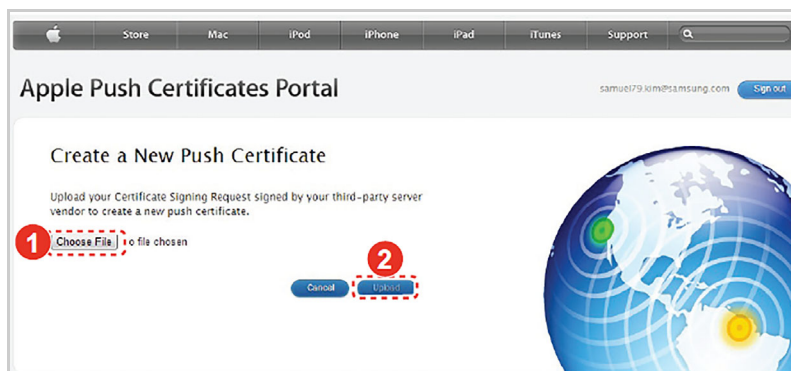 Store Mac iPod iPhone iPad iTunes Support
Apple Push Certificates Portal
samuel79.kim@samsung.com Sign out
Create a New Push Certificate
Upload your Certificate Signing Request signed by your third-party server
vendor to create a new push certificate.
1 Choose File o file chosen
2
Cancel Upload